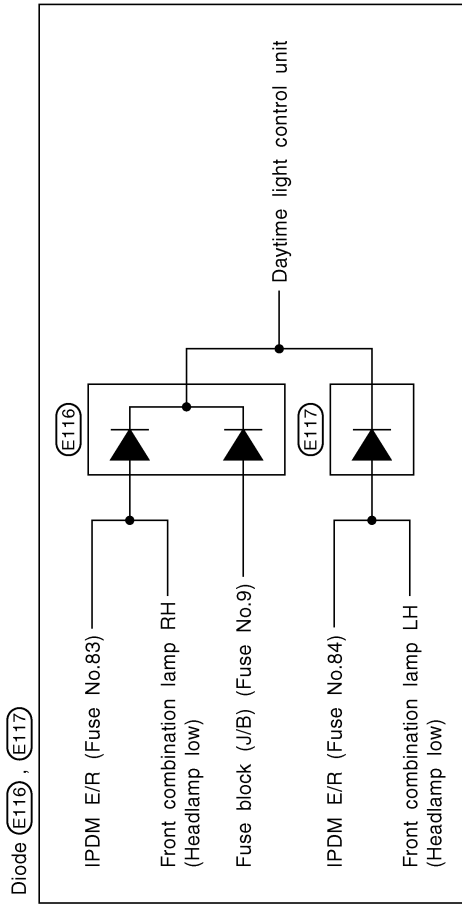 Diode E116 , E117
IPDM E/R (Fuse No.83)
Front combination lamp RH
(Headlamp low)
Fuse block (J/B) (Fuse No.9)
IPDM E/R (Fuse No.84)
Front combination lamp LH
(Headlamp low)
E116
E117
Daytime light control unit